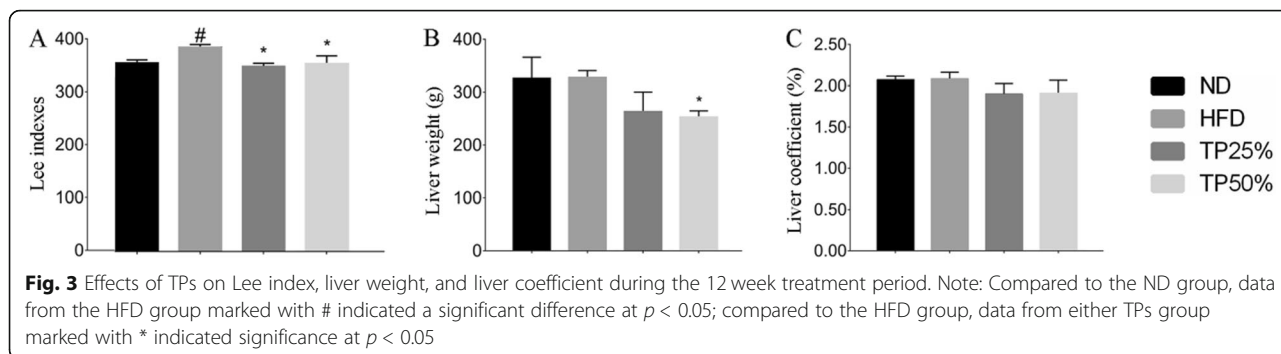 A
#
*
*
400
300
200
100
0
Lee indexes
B
*
400
300
200
300
0
Liver weight (g)
C
2.50
2.00
1.50
2.00
0.50
0.00
Liver coefficient (%)
ND
HFD
TP25%
TP50%
Fig. 3 Effects of TPs on Lee index, liver weight, and liver coefficient during the 12 week treatment period. Note: Compared to the ND group, data
from the HFD group marked with # indicated a significant difference at p < 0.05; compared to the HFD group, data from either TPs group
marked with * indicated significance at p < 0.05